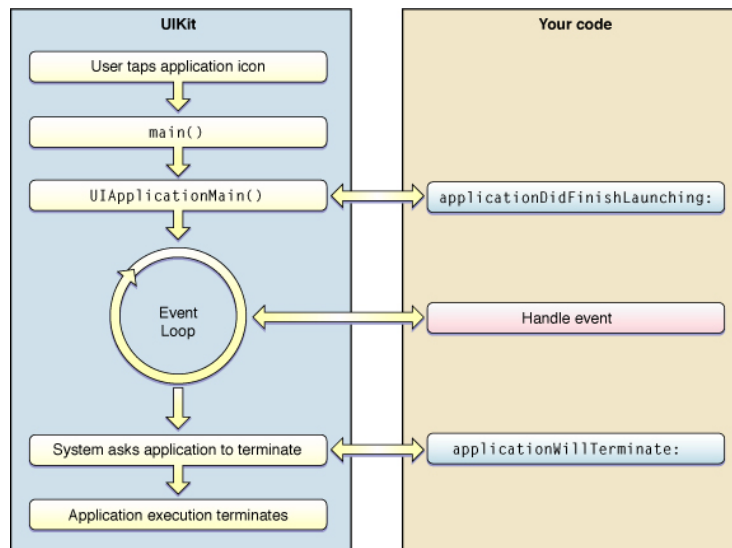 UIKit
Your code
User taps application icon
main()
UIApplicationMain()
applicationDidFinishLaunching:
Event
Loop
Handle event
System asks application to terminate
applicationWillTerminate:
Application execution terminates